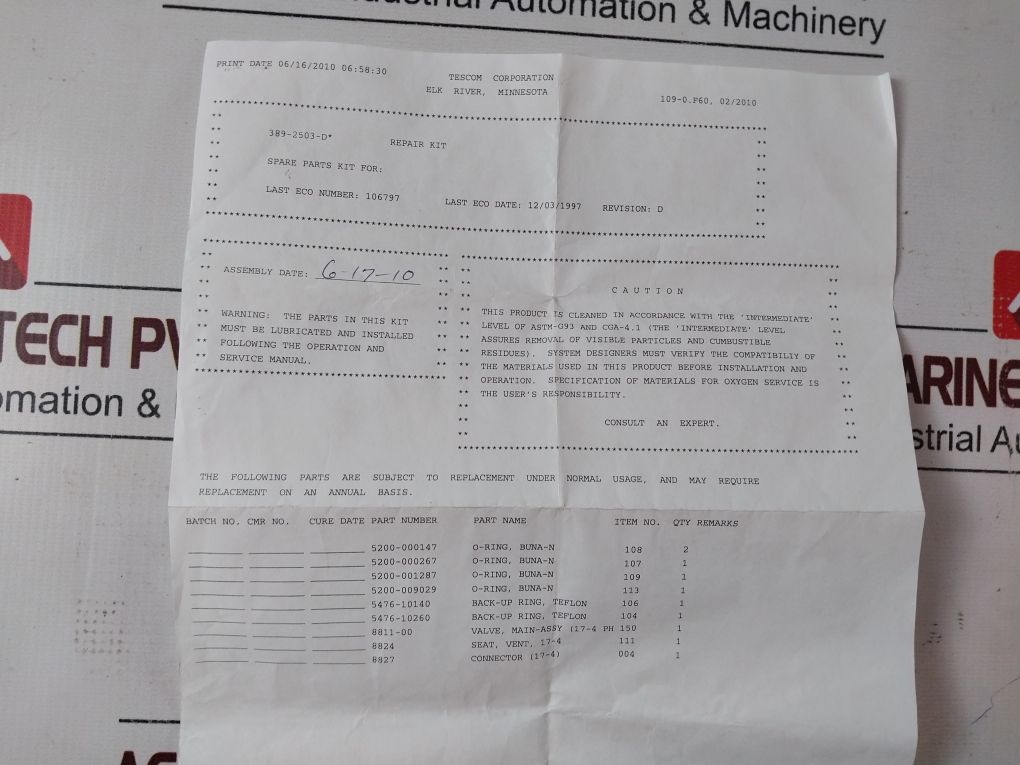 Industrial Automation & Machinery
PRINT DATE 06/16/2010 06:58:30
TESCOM CORPORATION
ELK RIVER, MINNESOTA
109-0.F60, 02/2010
389-2503-D*
REPAIR KIT
SPARE PARTS KIT FOR:
LAST ECO NUMBER: 106797 LAST ECO DATE: 12/03/1997 REVISION: D
ASSEMBLY DATE: 6-17-10
WARNING: THE PARTS IN THIS KIT
MUST BE LUBRICATED AND INSTALLED
FOLLOWING THE OPERATION AND
SERVICE MANUAL.
C A U T I O N
THIS PRODUCT IS CLEANED IN ACCORDANCE WITH THE 'INTERMEDIATE'
LEVEL OF ASTM-G93 AND CGA-4.1 (THE 'INTERMEDIATE' LEVEL
ASSURES REMOVAL OF VISIBLE PARTICLES AND CUMBUSTIBLE
RESIDUES). SYSTEM DESIGNERS MUST VERIFY THE COMPATIBILIY OF
THE MATERIALS USED IN THIS PRODUCT BEFORE INSTALLATION AND
OPERATION. SPECIFICATION OF MATERIALS FOR OXYGEN SERVICE IS
THE USER'S RESPONSIBILITY.
CONSULT AN EXPERT.
TECH PV
omation &
ARINE
strial Au
THE FOLLOWING PARTS ARE SUBJECT TO REPLACEMENT UNDER NORMAL USAGE, AND MAY REQUIRE
REPLACEMENT ON AN ANNUAL BASIS.
BATCH NO. CMR NO. CURE DATE PART NUMBER PART NAME ITEM NO. QTY REMARKS
5200-000147 O-RING, BUNA-N 108 2
5200-000267 O-RING, BUNA-N 107 1
5200-001287 O-RING, BUNA-N 109 1
5200-009029 O-RING, BUNA-N 113 1
5476-10140 BACK-UP RING, TEFLON 106 1
5476-10260 BACK-UP RING, TEFLON 104 1
8811-00 VALVE, MAIN-ASSY (17-4 PH 150 1
8824 SEAT, VENT, 17-4 111 1
8827 CONNECTOR (17-4) 004 1